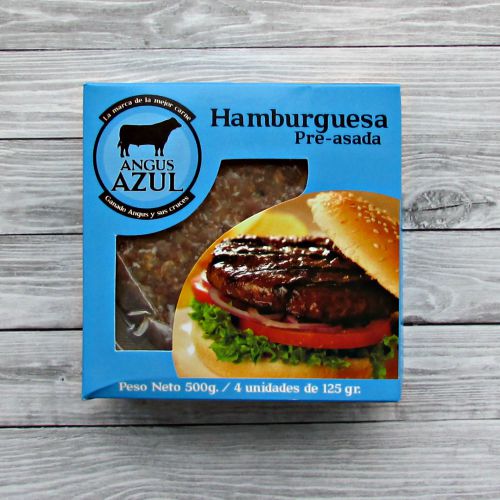 La marca de la mejor carne
ANGUS
AZUL
Ganado Angus y sus cruces
Hamburguesa
Pre-asada
Peso Neto 500g. / 4 unidades de 125 gr.